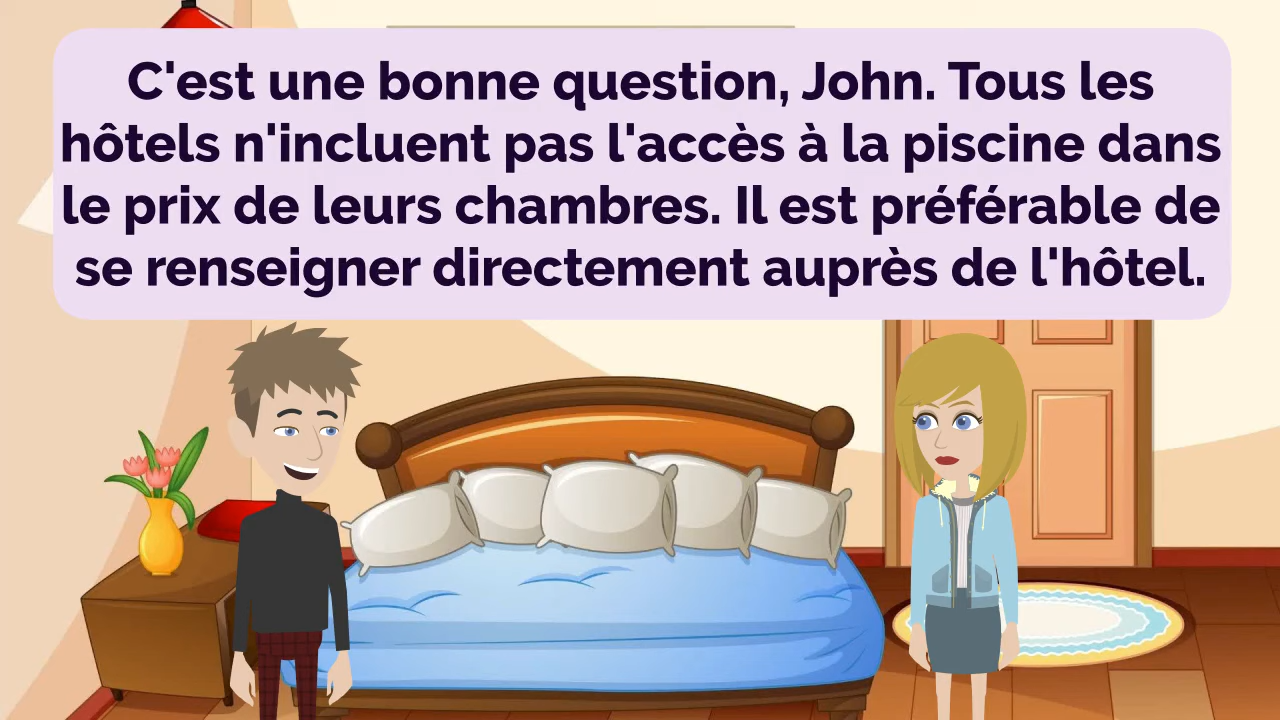 C'est une bonne question, John. Tous les
hôtels n'incluent pas l'accès à la piscine dans
le prix de leurs chambres. Il est préférable de
se renseigner directement auprès de l'hôtel.